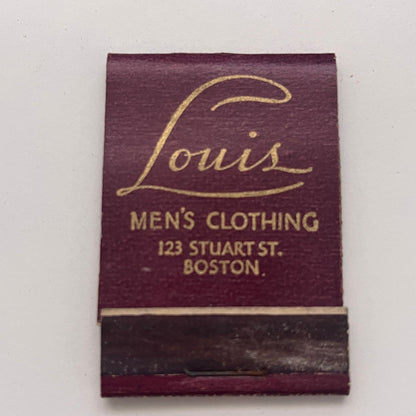 Louis
MEN'S CLOTHING
123 STUART ST.
BOSTON.